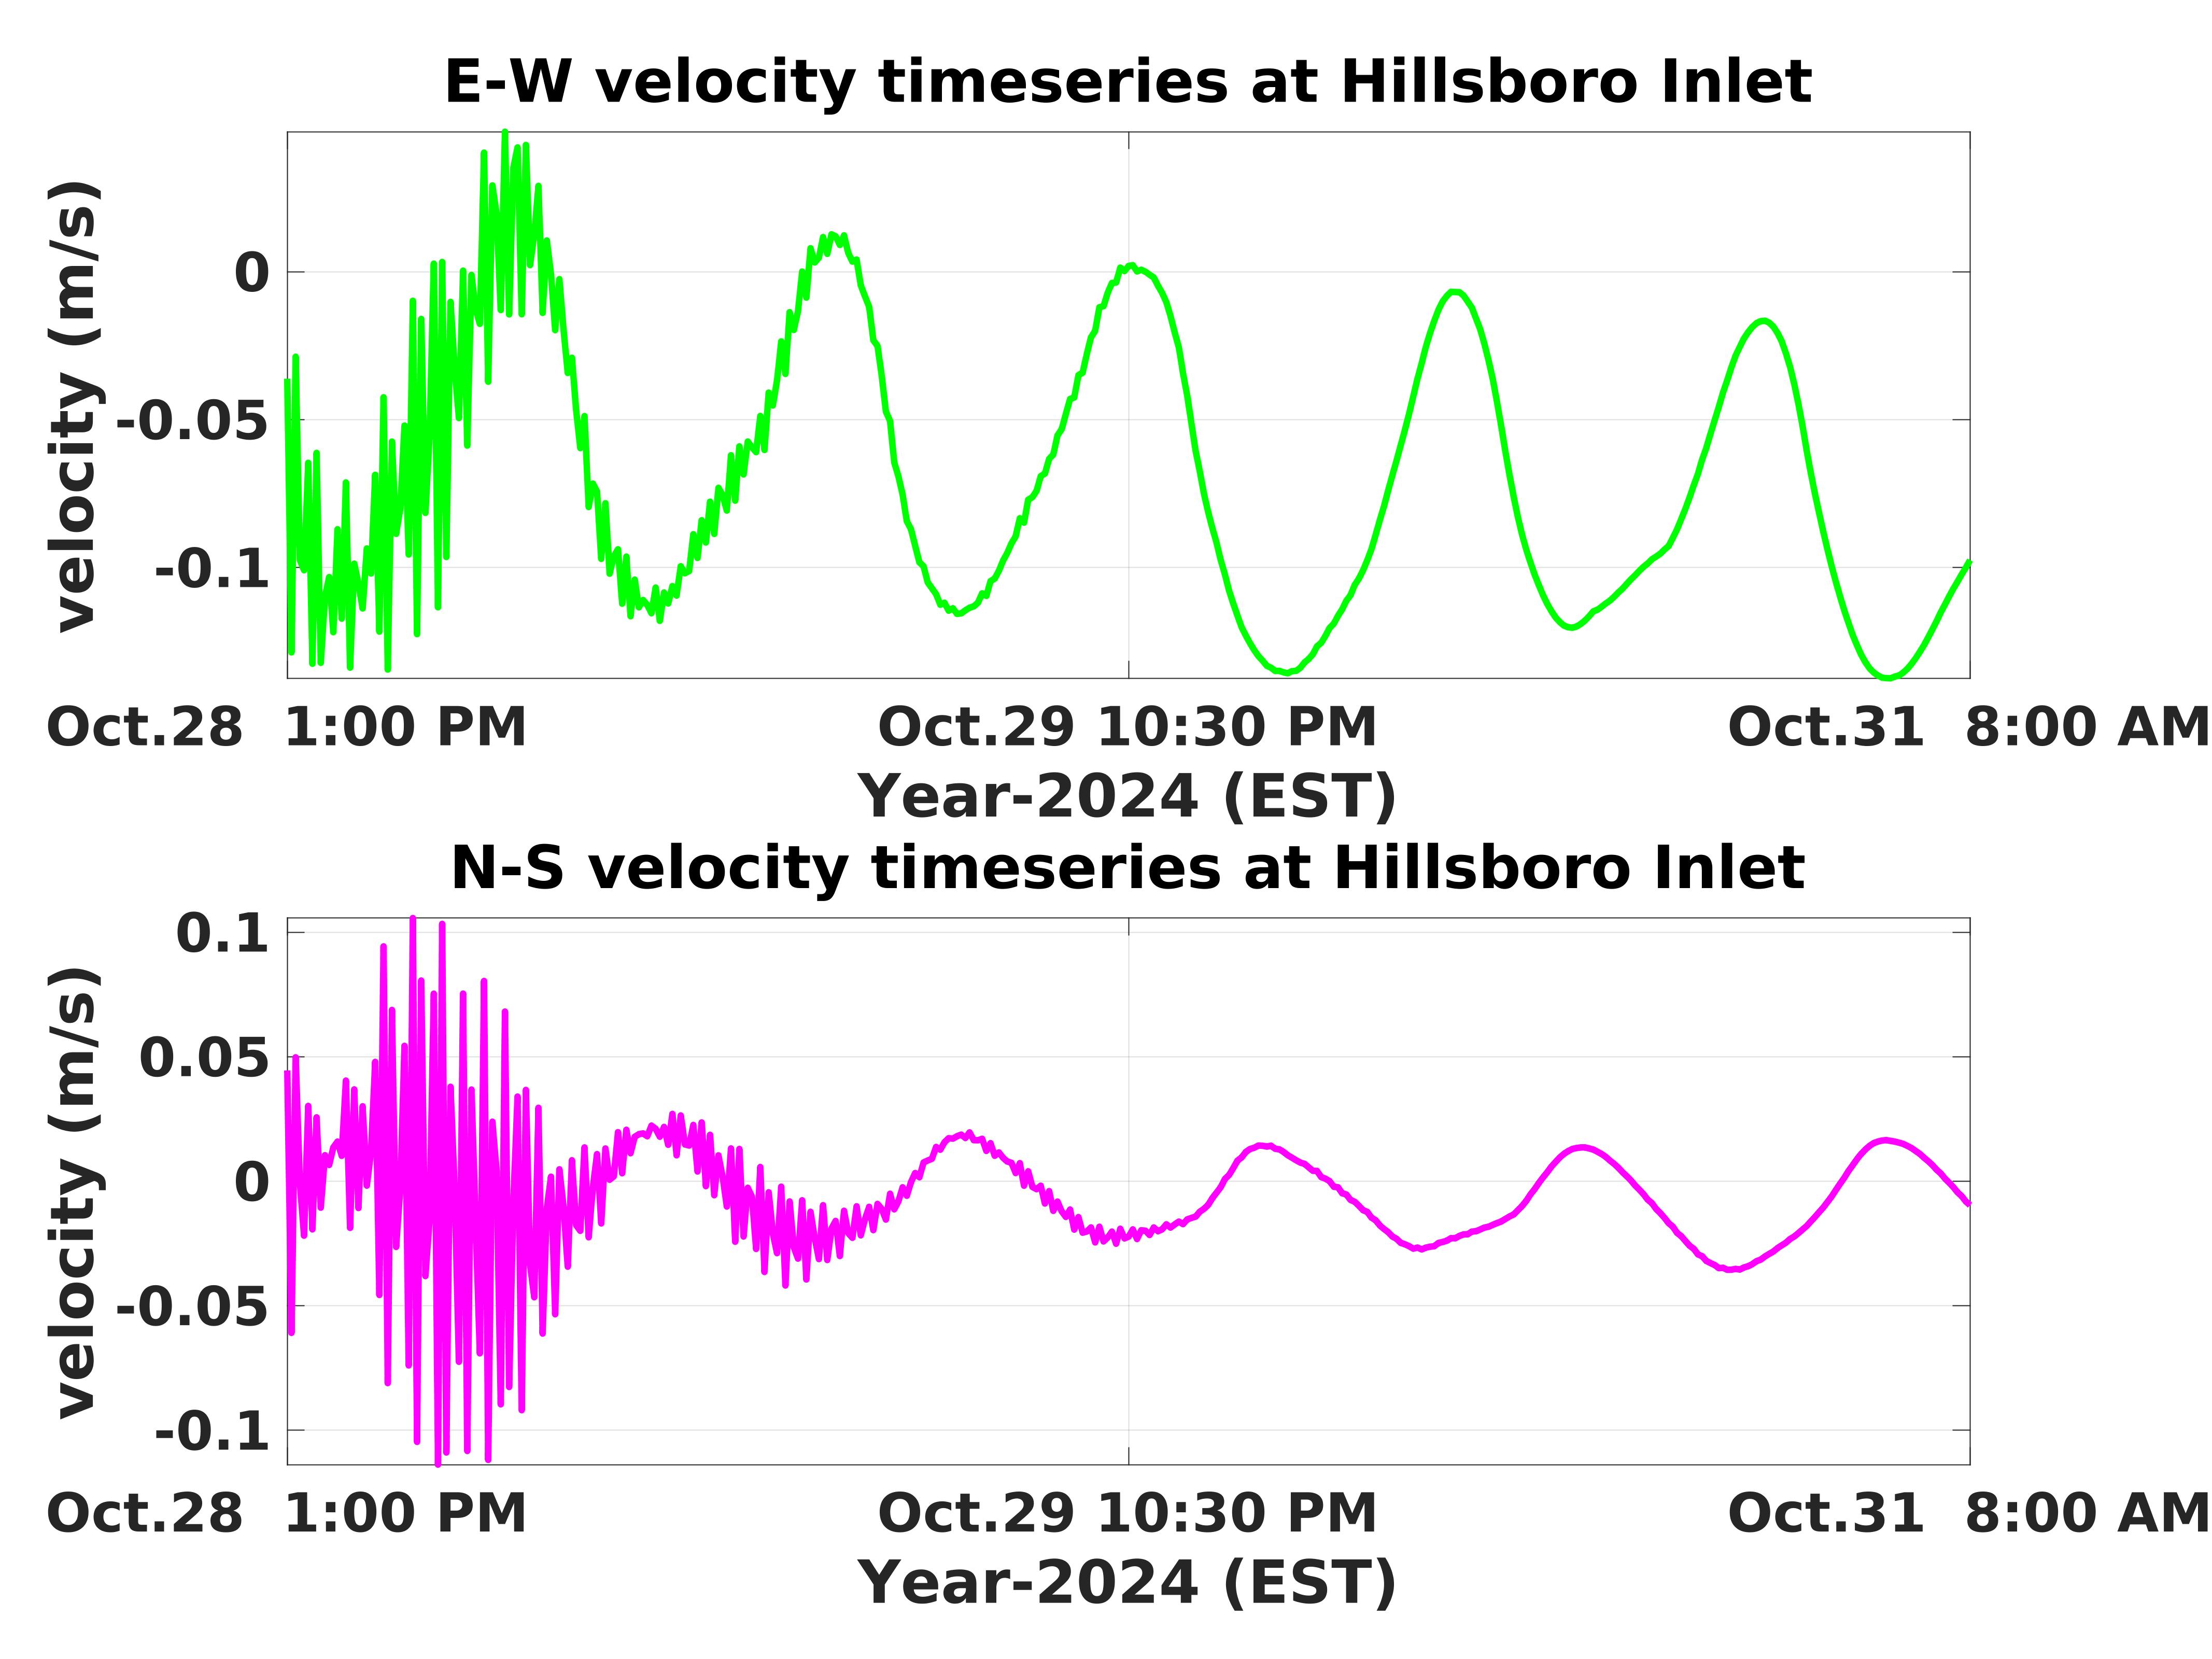 E-W velocity timeseries at Hillsboro Inlet
velocity (m/s)
0
-0.05
-0.1
Oct.28 1:00 PM Oct.29 10:30 PM Oct.31 8:00 AM
Year-2024 (EST)
N-S velocity timeseries at Hillsboro Inlet
velocity (m/s)
0.1
0.05
0
-0.05
-0.1
Oct.28 1:00 PM Oct.29 10:30 PM Oct.31 8:00 AM
Year-2024 (EST)